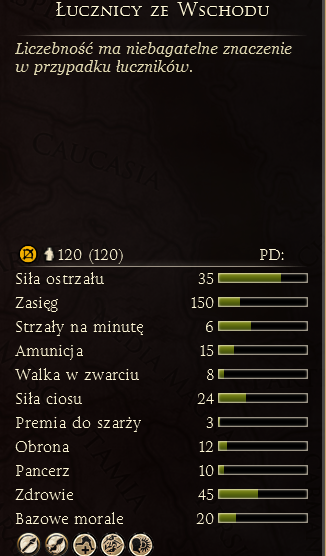 Łucznicy ze Wschodu
Liczebność ma niebagatelne znaczenie
w przypadku łuczników.
CAUCASIA
120 (120) PD:
Siła ostrzału 35
Zasięg 150
Strzały na minutę 6
Amunicja 15
Walka w zwarciu 8
Siła ciosu 24
Premia do szarży 3
Obrona 12
Pancerz 10
Zdrowie 45
Bazowe morale 20